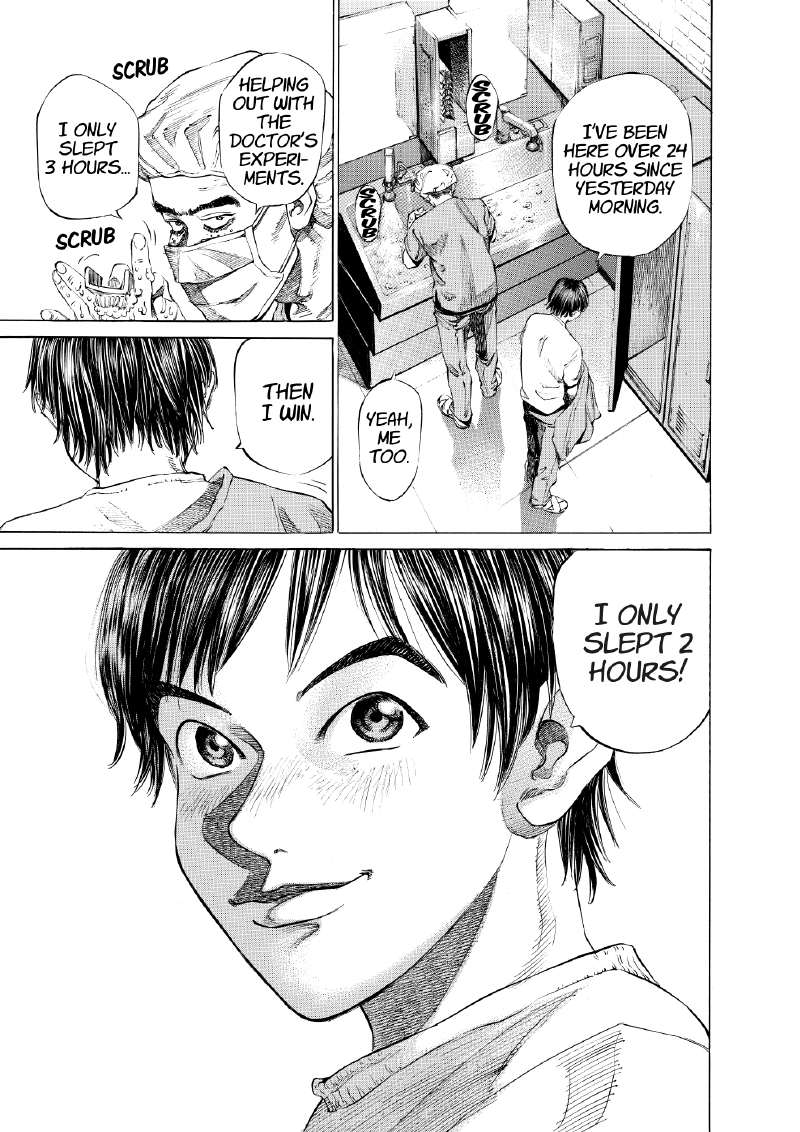 I'VE BEEN
HERE OVER 24
HOURS SINCE
YESTERDAY
MORNING.
SCRUB
SCRUB
YEAH,
ME
TOO.
HELPING
OUT WITH
THE
DOCTOR'S
EXPERI-
MENTS.
SCRUB
I ONLY
SLEPT
3 HOURS...
SCRUB
THEN
I WIN.
I ONLY
SLEPT 2
HOURS!